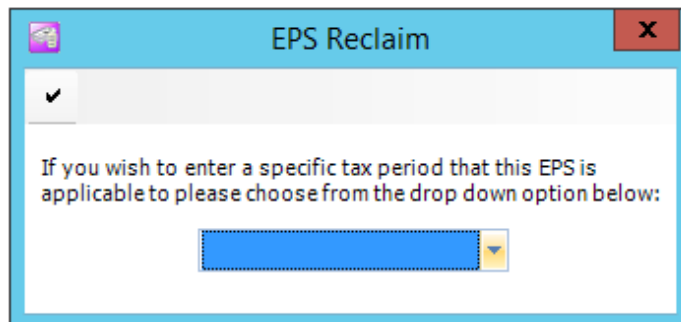 EPS Reclaim
If you wish to enter a specific tax period that this EPS is
applicable to please choose from the drop down option below: